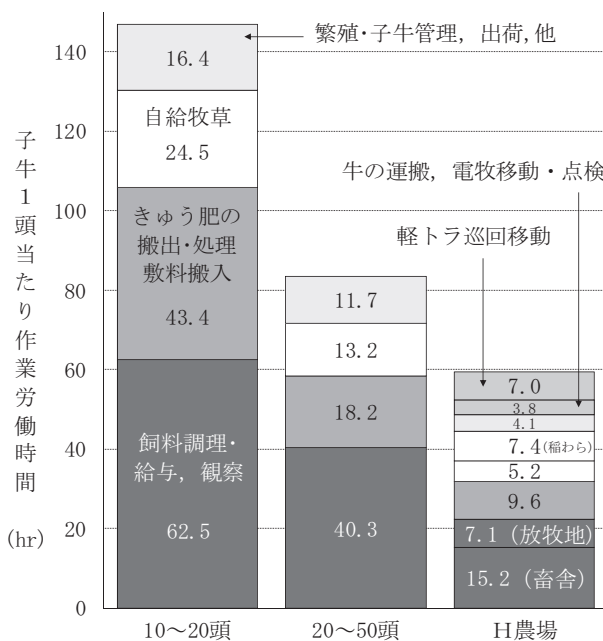 子牛1頭当たり作業労働時間
(hr)
140
120
100
80
60
40
20
0
繁殖・子牛管理，出荷,他
牛の運搬，電牧移動・点検
軽トラ巡回移動
16.4
自給牧草
24.5
きゅう肥の
搬出・処理
敷料搬入
43.4
飼料調理・
給与，観察
62.5
11.7
13.2
18.2
40.3
7.0
3.8
4.1
7.4(稲わら)
5.2
9.6
7.1（放牧地）
15.2（畜舎）
10～20頭
20～50頭
H農場